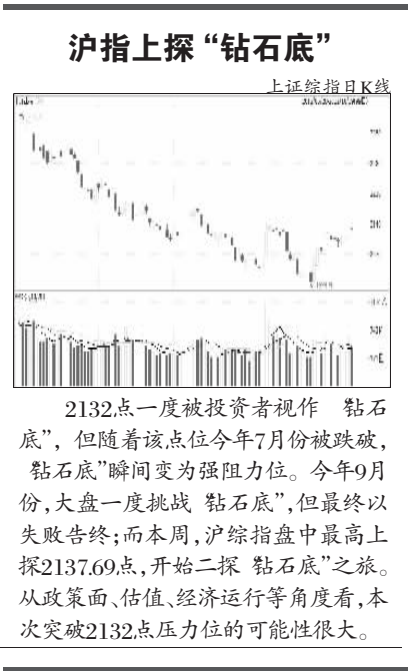 沪指上探“钻石底”
上证综指日K线
2132点一度被投资者视作 钻石
底”，但随着该点位今年7月份被跌破，
钻石底”瞬间变为强阻力位。今年9月
份，大盘一度挑战 钻石底”，但最终以
失败告终；而本周，沪综指盘中最高上
探2137.69点，开始二探 钻石底”之旅。
从政策面、估值、经济运行等角度看，本
次突破2132点压力位的可能性很大。